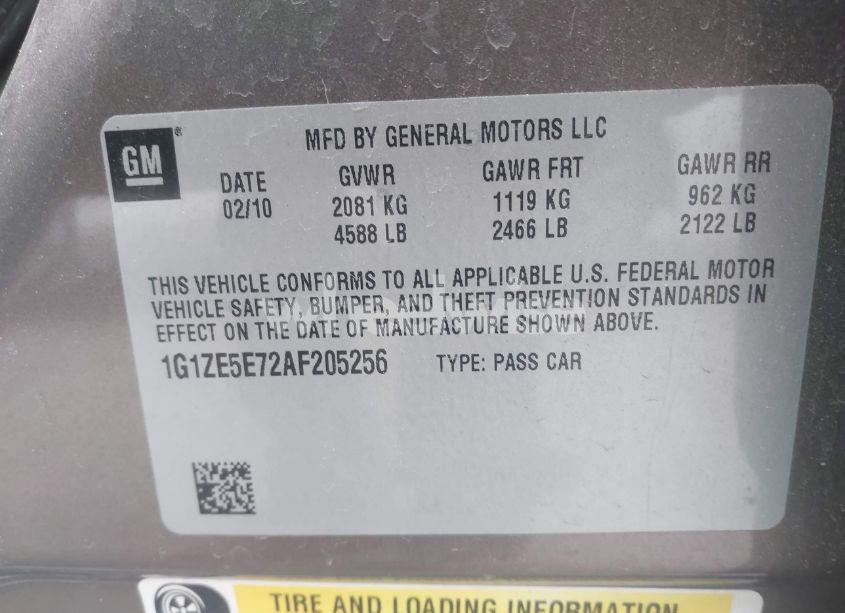 GM
®
MFD BY GENERAL MOTORS LLC
DATE GVWR GAWR FRT GAWR RR
02/10 2081 KG 1119 KG 962 KG
4588 LB 2466 LB 2122 LB
THIS VEHICLE CONFORMS TO ALL APPLICABLE U.S. FEDERAL MOTOR
VEHICLE SAFETY, BUMPER, AND THEFT PREVENTION STANDARDS IN
EFFECT ON THE DATE OF MANUFACTURE SHOWN ABOVE.
1G1ZE5E72AF205256 TYPE: PASS CAR
TIRE AND LOADING INFORMATION